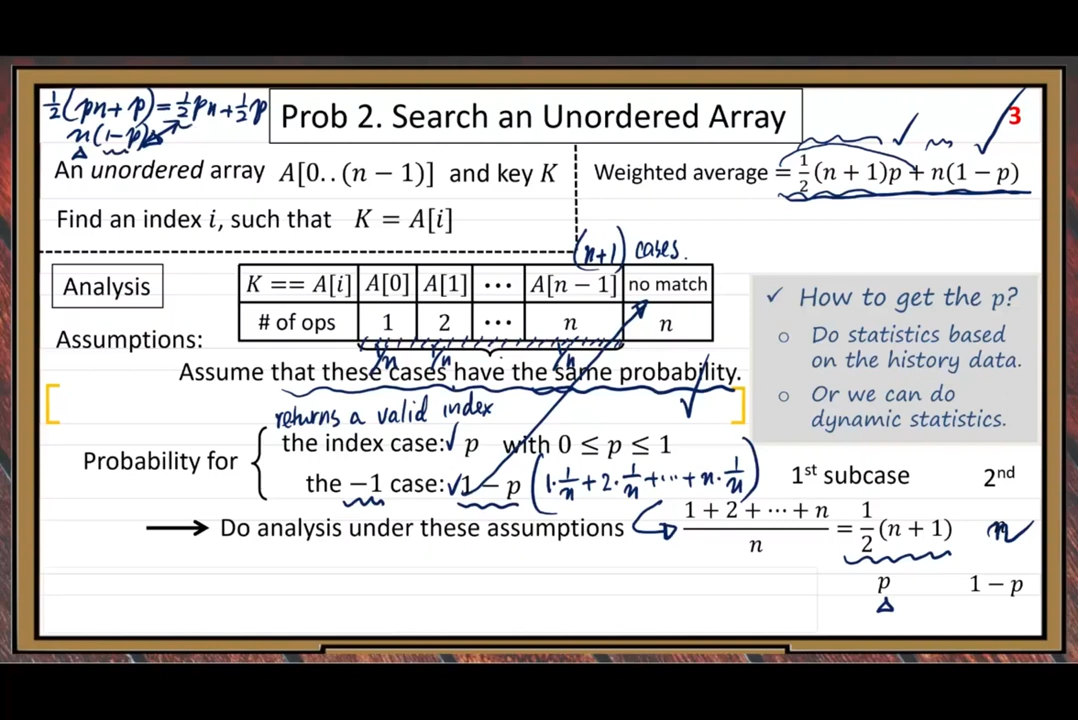 ½(pn+p)=½pn+½p
n(1-p)
Prob 2. Search an Unordered Array
3
An unordered array A[0..(n − 1)] and key K
Weighted average = 1/2 (n + 1)p + n(1 − p)
Find an index i, such that K = A[i]
(n+1) cases.
Analysis
K == A[i] A[0] A[1] ⋯ A[n − 1] no match
# of ops 1 2 ⋯ n n
Assumptions:
1/n 1/n 1/n
Assume that these cases have the same probability.
✓ How to get the p?
○ Do statistics based
on the history data.
○ Or we can do
dynamic statistics.
returns a valid index
Probability for
the index case: p with 0 ≤ p ≤ 1
the −1 case: 1 − p
(1·1/n+2·1/n+⋯+n·1/n)
1st subcase 2nd
Do analysis under these assumptions
(1 + 2 + ⋯ + n)/n = 1/2 (n + 1)
n
p 1 − p